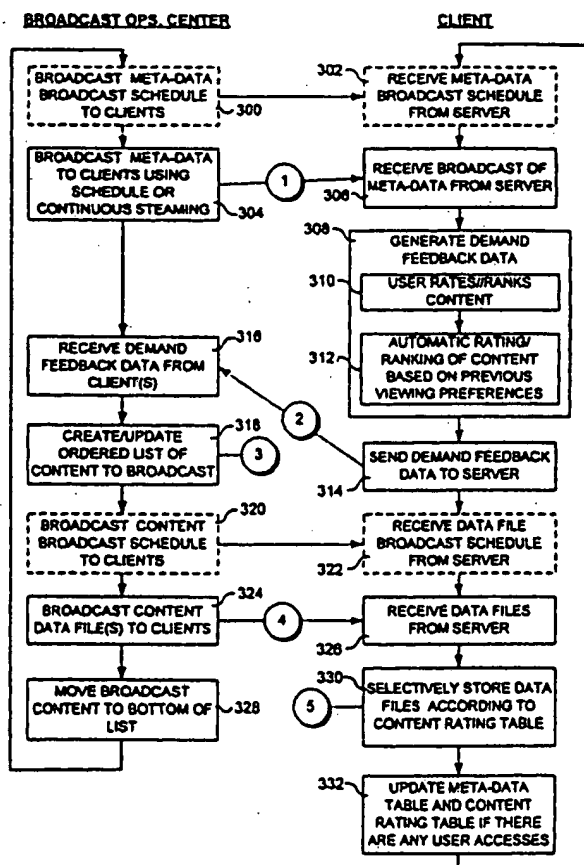 BROADCAST OPS. CENTER
CLIENT
BROADCAST META-DATA
BROADCAST SCHEDULE
TO CLIENTS
300
302
RECEIVE META-DATA
BROADCAST SCHEDULE
FROM SERVER
BROADCAST META-DATA
TO CLIENTS USING
SCHEDULE OR
CONTINUOUS STEAMING
304
1
RECEIVE BROADCAST OF
META-DATA FROM SERVER
306
308
GENERATE DEMAND
FEEDBACK DATA
310
USER RATES//RANKS
CONTENT
312
AUTOMATIC RATING/
RANKING OF CONTENT
BASED ON PREVIOUS
VIEWING PREFERENCES
316
RECEIVE DEMAND
FEEDBACK DATA FROM
CLIENT(S)
2
318
CREATE/UPDATE
ORDERED LIST OF
CONTENT TO BROADCAST
3
SEND DEMAND FEEDBACK
DATA TO SERVER
314
320
BROADCAST CONTENT
BROADCAST SCHEDULE
TO CLIENTS
RECEIVE DATA FILE
BROADCAST SCHEDULE
FROM SERVER
322
324
BROADCAST CONTENT
DATA FILE(S) TO CLIENTS
4
RECEIVE DATA FILES
FROM SERVER
326
MOVE BROADCAST
CONTENT TO BOTTOM OF
LIST
328
330
SELECTIVELY STORE DATA
FILES ACCORDING TO
CONTENT RATING TABLE
5
332
UPDATE META-DATA
TABLE AND CONTENT
RATING TABLE IF THERE
ARE ANY USER ACCESSES